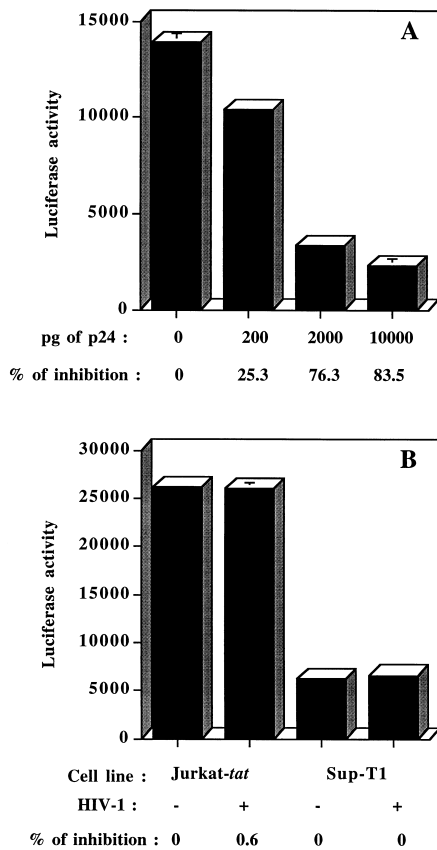 A
15000
10000
5000
0
Luciferase activity
pg of p24 : 0 200 2000 10000
% of inhibition : 0 25.3 76.3 83.5
B
30000
25000
20000
15000
10000
5000
0
Luciferase activity
Cell line : Jurkat-tat Sup-T1
HIV-1 : - + - +
% of inhibition : 0 0.6 0 0